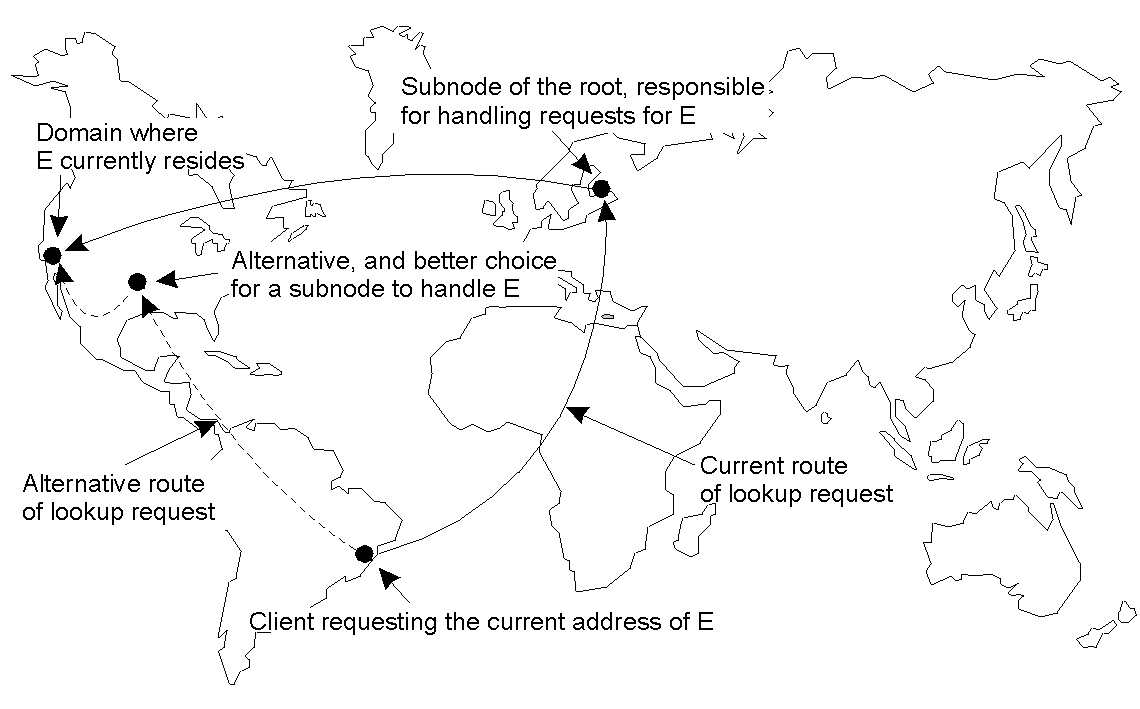 Subnode of the root, responsible
for handling requests for E
Domain where
E currently resides
Alternative, and better choice
for a subnode to handle E
Current route
of lookup request
Alternative route
of lookup request
Client requesting the current address of E